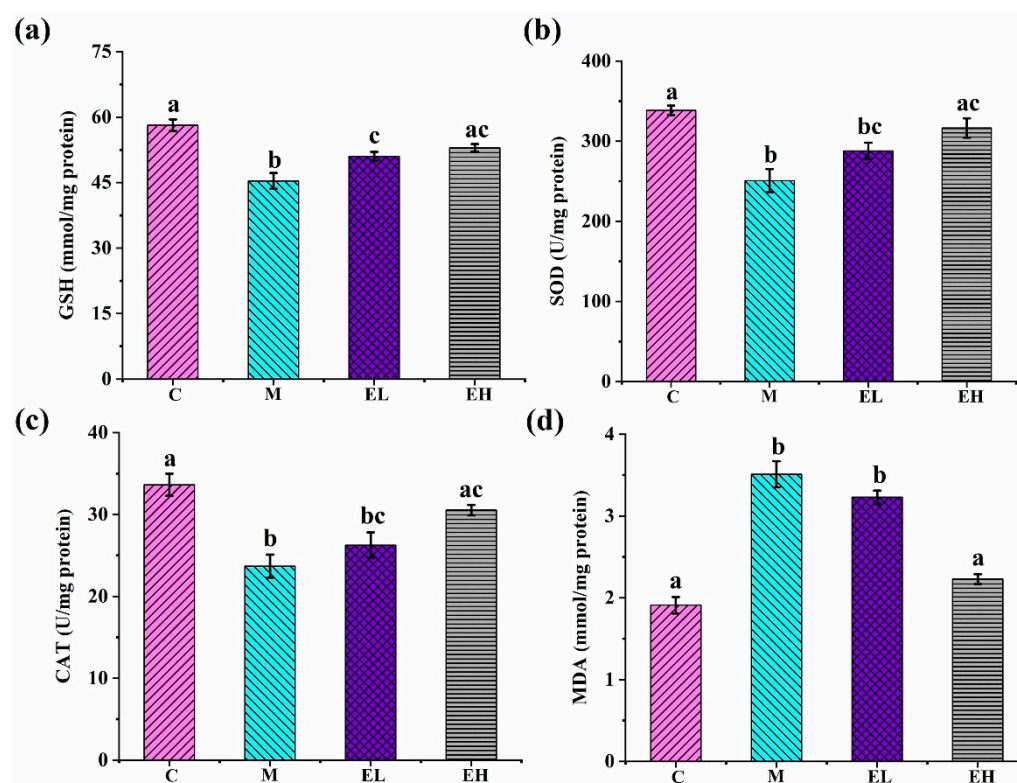 (a)
75
60
45
30
15
0
GSH (mmol/mg protein)
a
b
c
ac
C M EL EH
(b)
400
300
200
100
0
SOD (U/mg protein)
a
b
bc
ac
C M EL EH
(c)
40
30
20
10
0
CAT (U/mg protein)
a
b
bc
ac
C M EL EH
(d)
4
3
2
1
0
MDA (mmol/mg protein)
a
b
b
a
C M EL EH